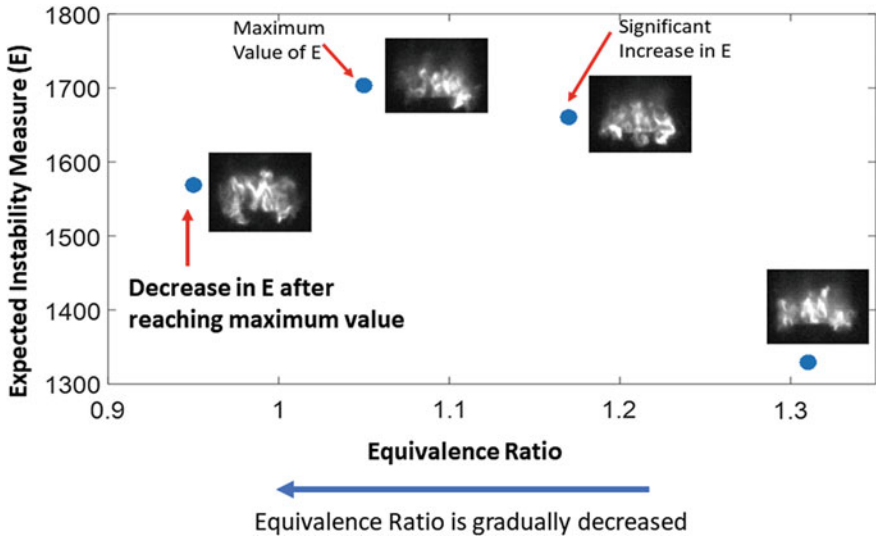 1800
1700
1600
1500
1400
1300
Expected Instability Measure (E)
Maximum
Value of E
Significant
Increase in E
Decrease in E after
reaching maximum value
0.9
1
1.1
1.2
1.3
Equivalence Ratio
Equivalence Ratio is gradually decreased